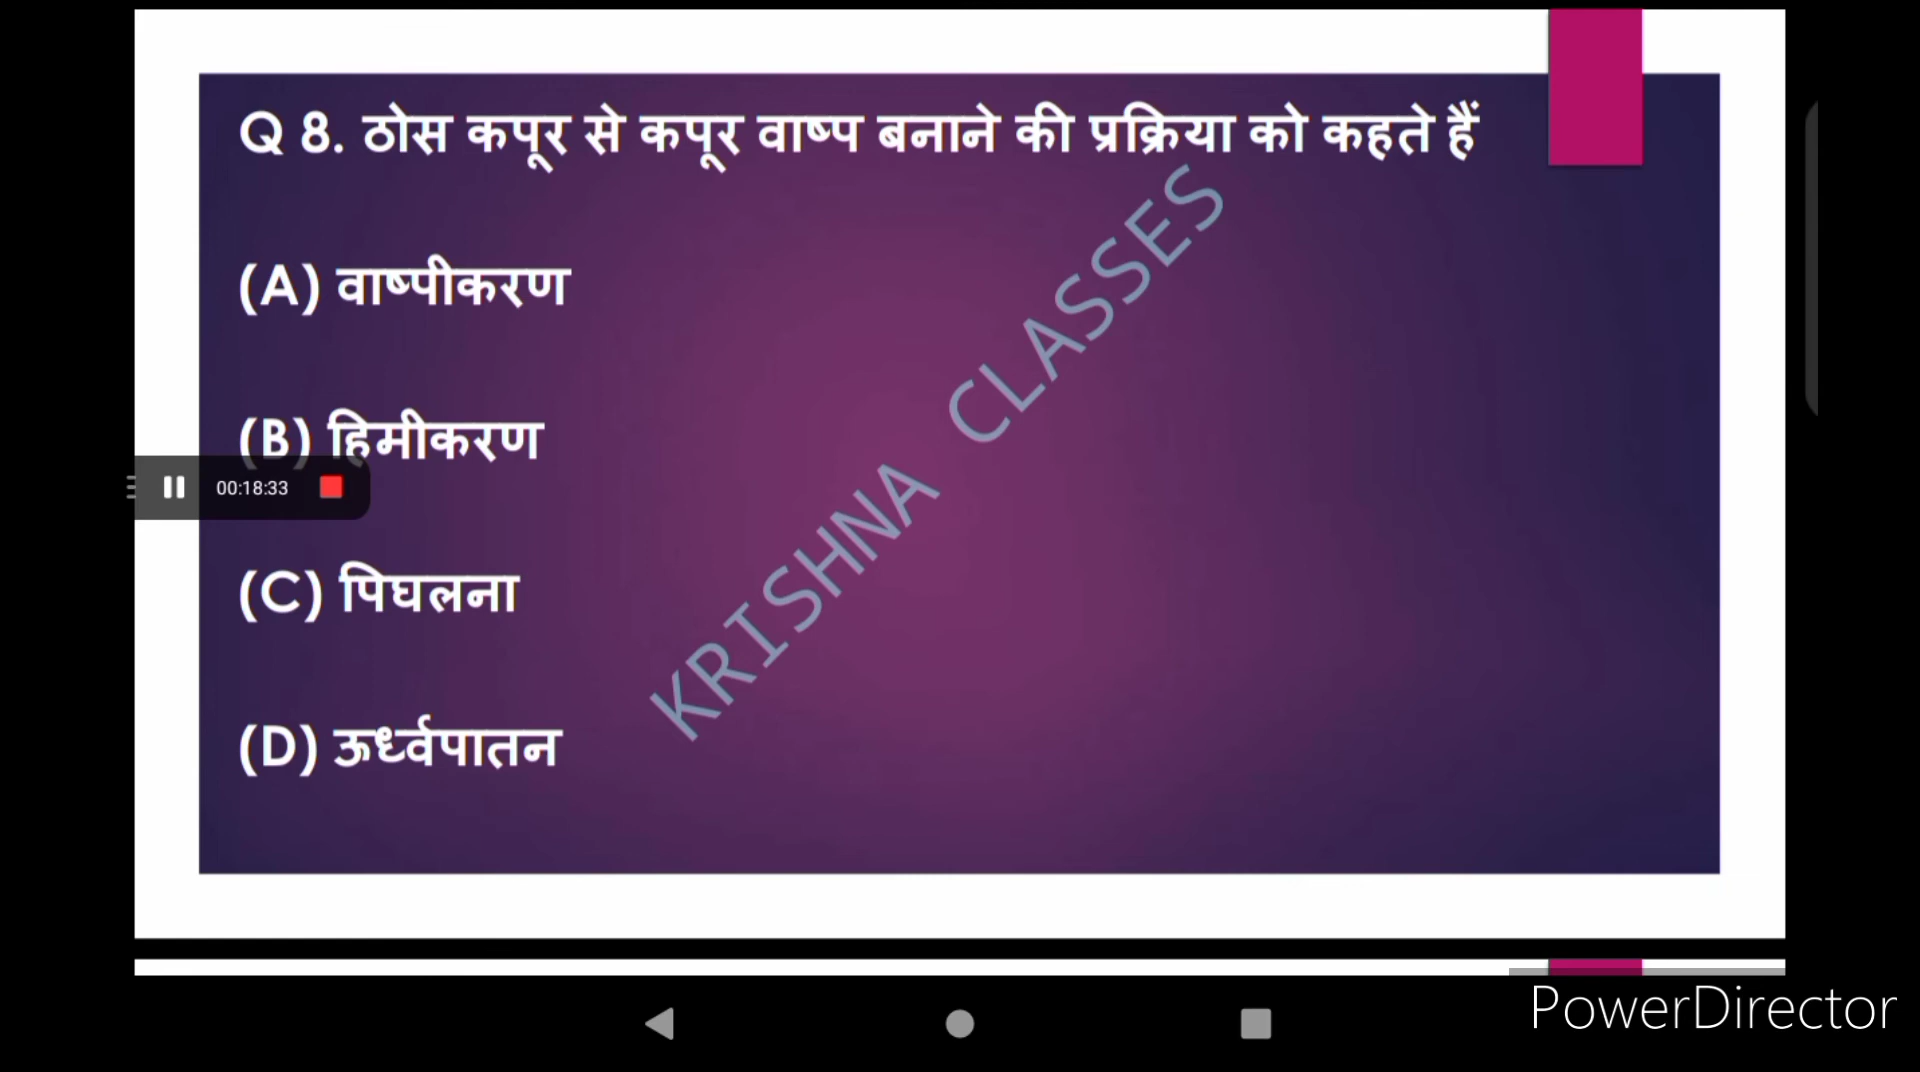 Q 8. ठोस कपूर से कपूर वाष्प बनाने की प्रक्रिया को कहते हैं
(A) वाष्पीकरण
(B) हिमीकरण
00:18:33
(C) पिघलना
(D) ऊर्ध्वपातन
KRISHNA CLASSES
PowerDirector